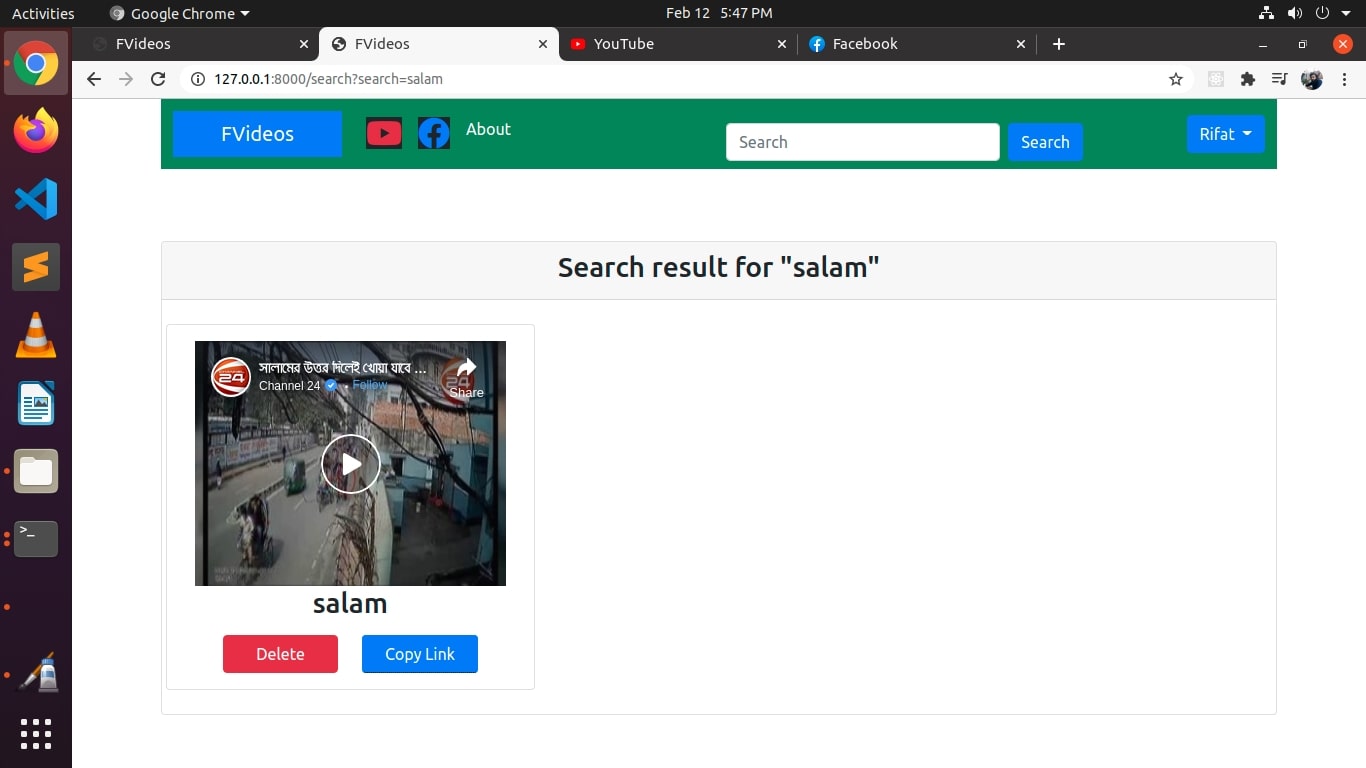 Activities
Google Chrome
Feb 12 5:47 PM
FVideos
FVideos
YouTube
Facebook
127.0.0.1:8000/search?search=salam
FVideos
About
Search
Search
Rifat
Search result for "salam"
24
সালামের উত্তর দিলেই খোয়া যাবে ...
Channel 24 • Follow
24
Share
salam
Delete
Copy Link
>_